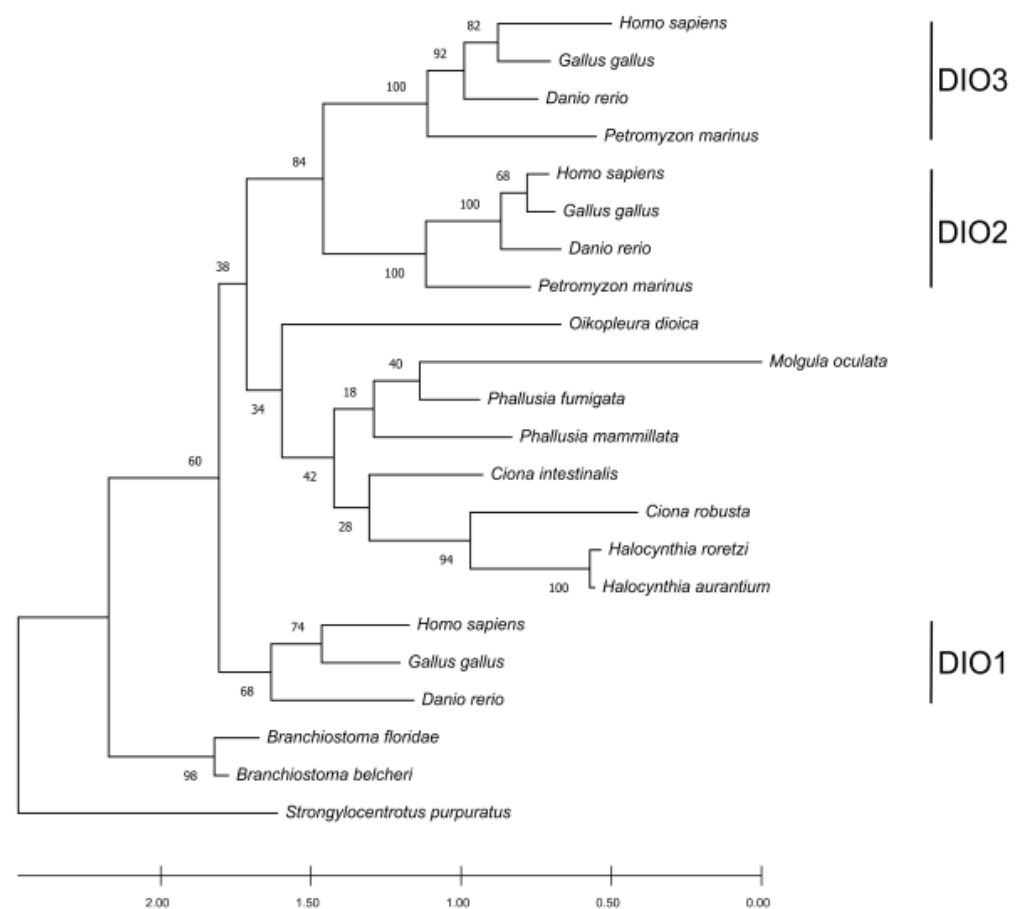 Homo sapiens
82
Gallus gallus
92
DIO3
100
Danio rerio
Petromyzon marinus
84
Homo sapiens
68
100
Gallus gallus
DIO2
Danio rerio
100
38
Petromyzon marinus
Oikopleura dioica
40
Molgula oculata
18
Phallusia fumigata
34
Phallusia mammillata
60
42
Ciona intestinalis
28
Ciona robusta
94
Halocynthia roretzi
100
Halocynthia aurantium
74
Homo sapiens
Gallus gallus
DIO1
68
Danio rerio
Branchiostoma floridae
98
Branchiostoma belcheri
Strongylocentrotus purpuratus
2.00 1.50 1.00 0.50 0.00